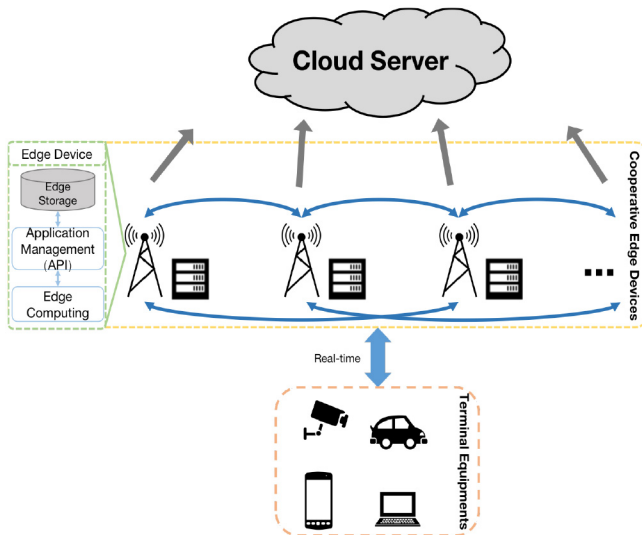 Cloud Server
Edge Device
Edge
Storage
Application
Management
(API)
Edge
Computing
Cooperative Edge Devices
Real-time
Terminal Equipments